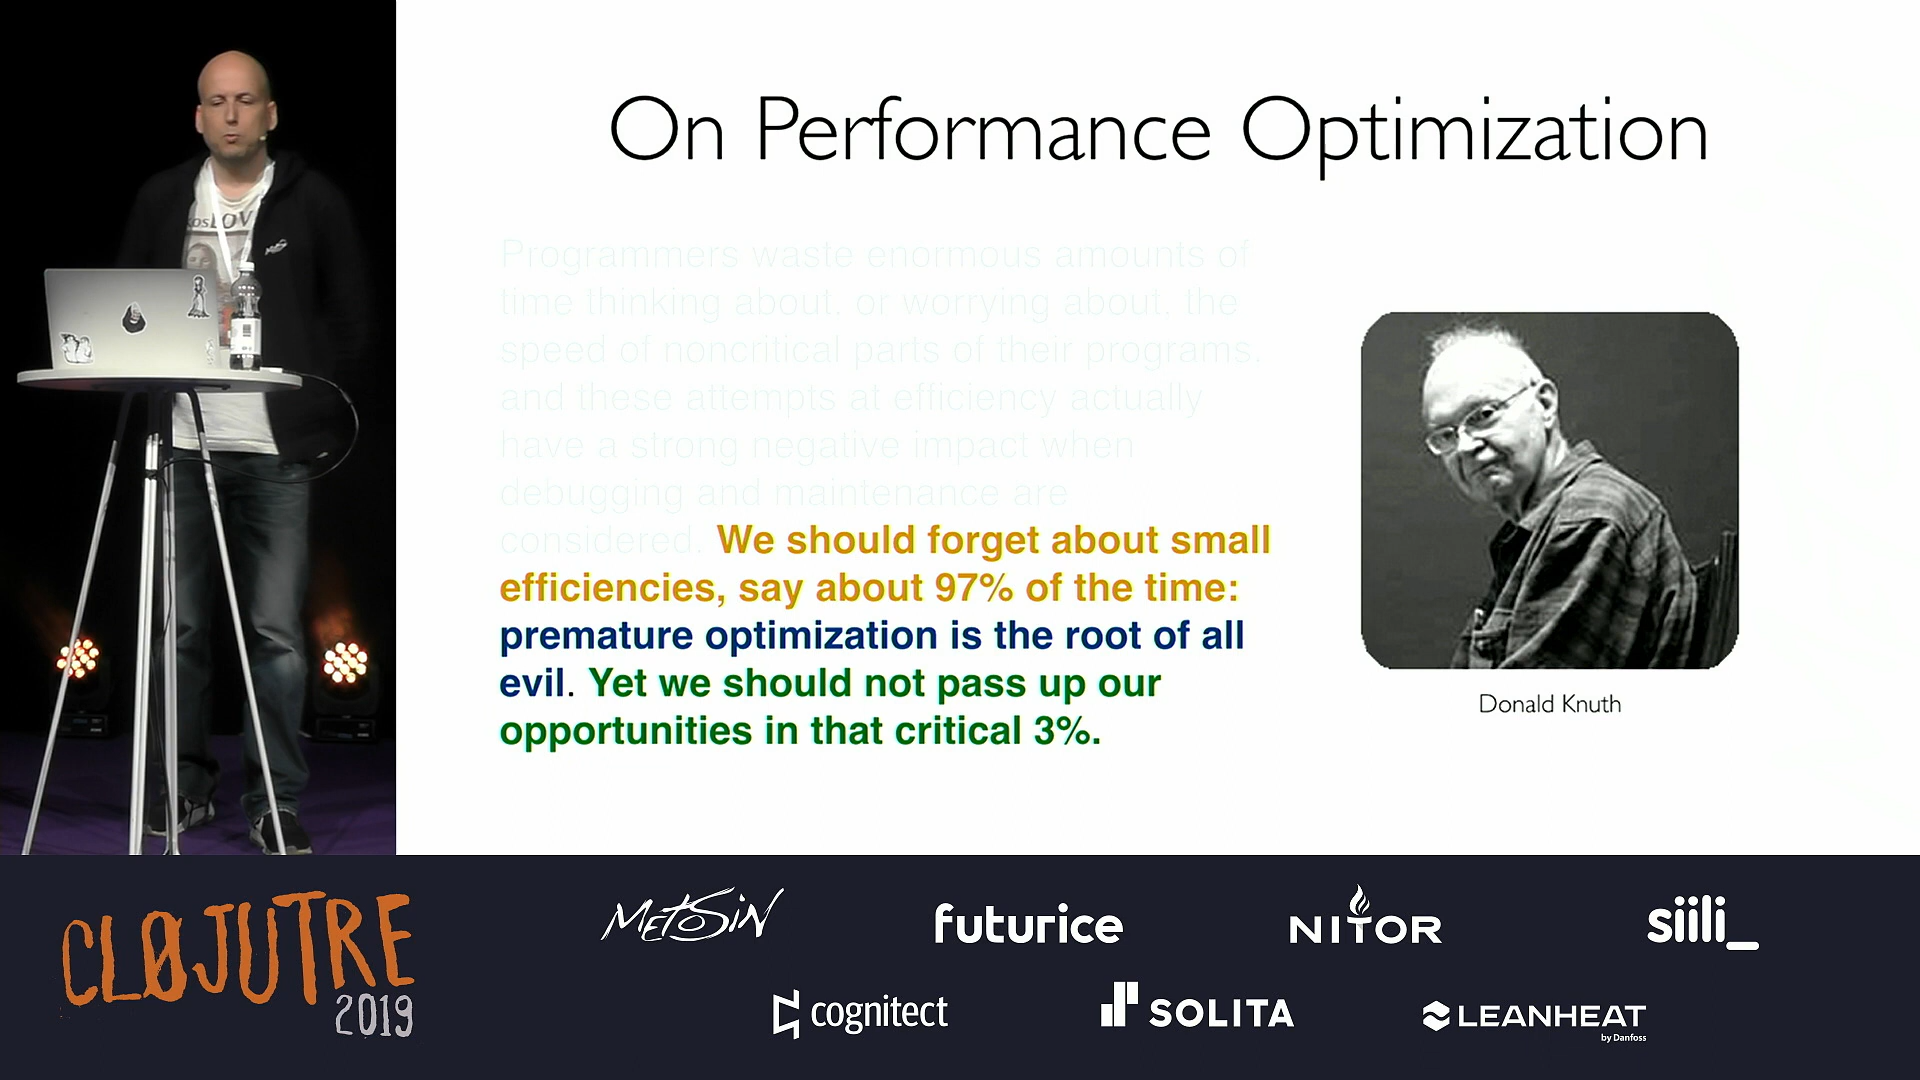 On Performance Optimization
Programmers waste enormous amounts of
time thinking about, or worrying about, the
speed of noncritical parts of their programs,
and these attempts at efficiency actually
have a strong negative impact when
debugging and maintenance are
considered. We should forget about small
efficiencies, say about 97% of the time:
premature optimization is the root of all
evil. Yet we should not pass up our
opportunities in that critical 3%.
Donald Knuth
LOV
CLØJUTRE
2019
METOSIN
futurice
NITOR
siili_
cognitect
SOLITA
LEANHEAT
by Danfoss